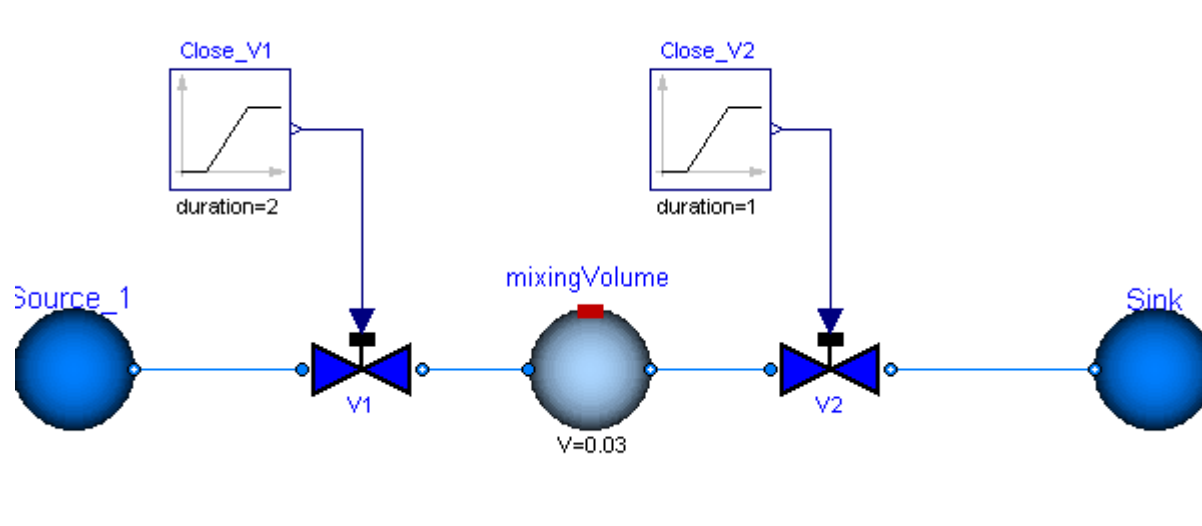 Close_V1
Close_V2
duration=2
duration=1
mixingVolume
Source_1
Sink
V1
V2
V=0.03